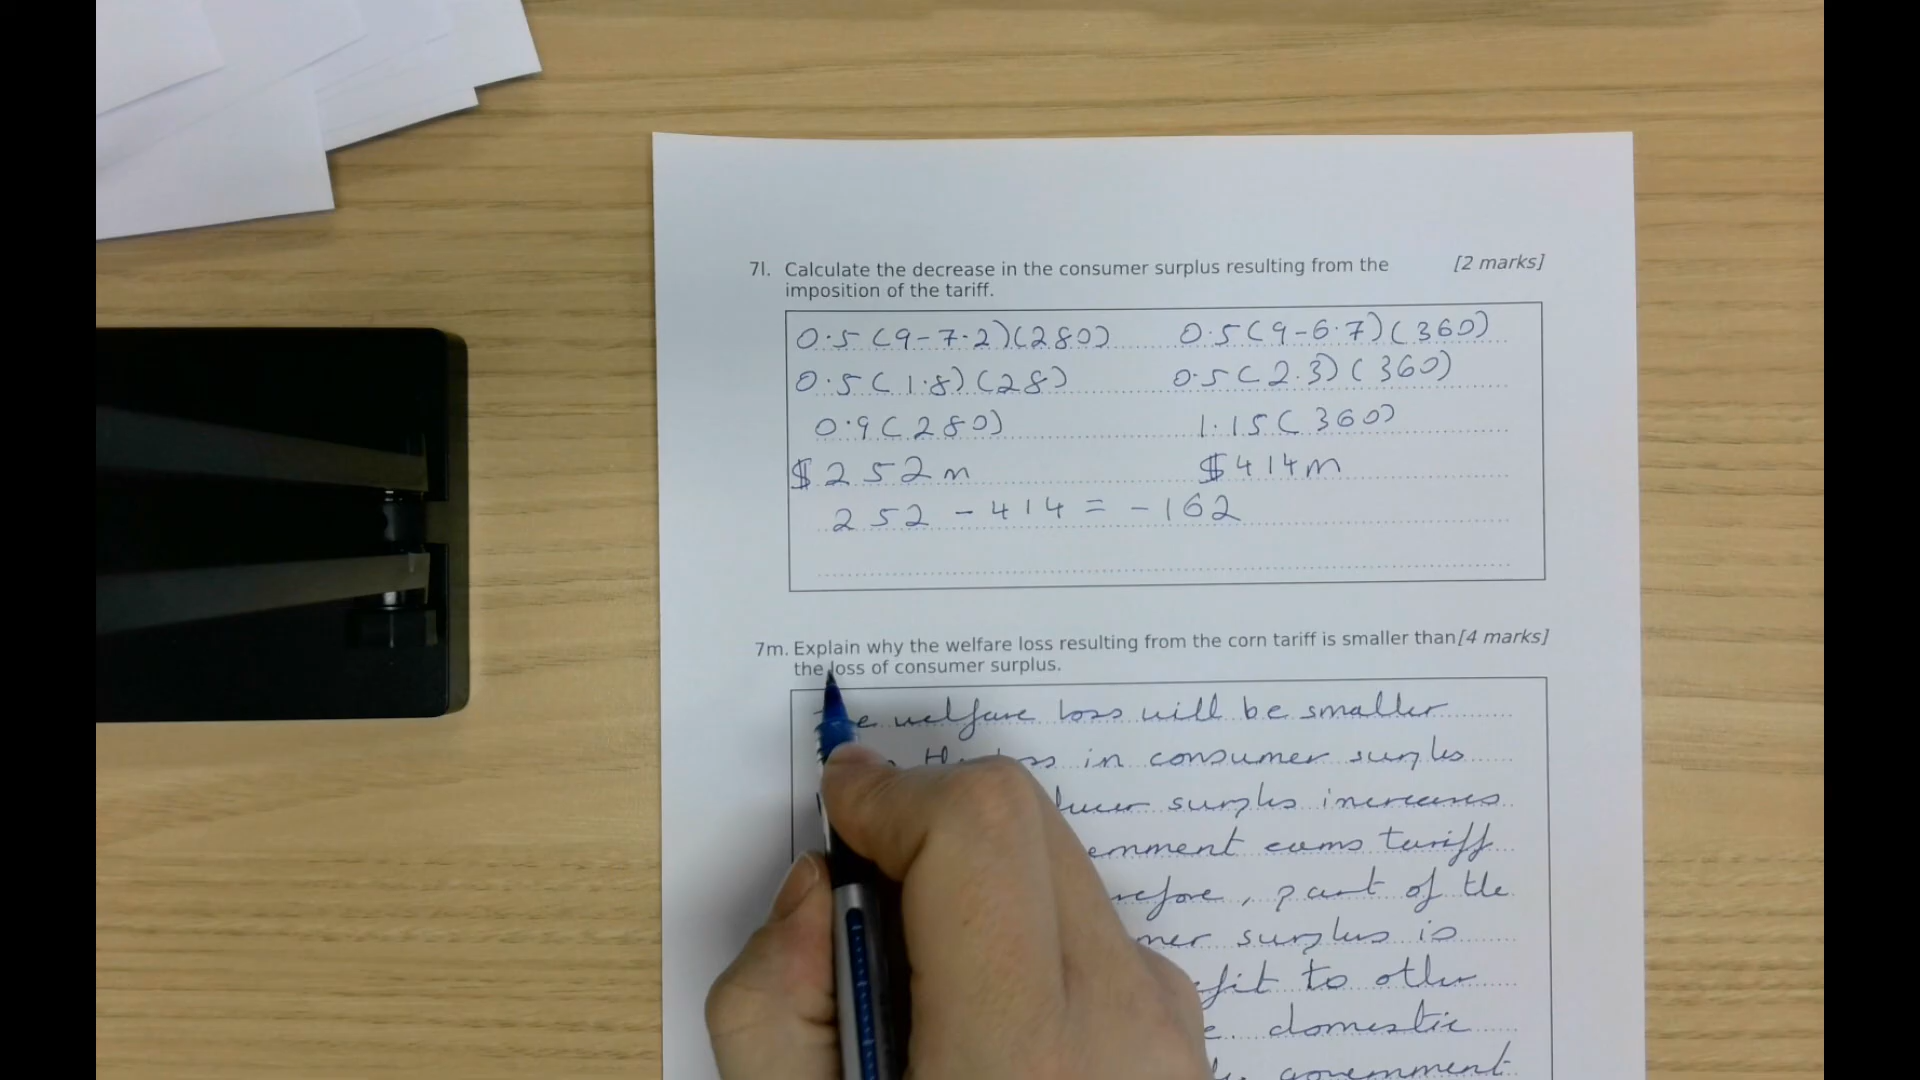 7l. Calculate the decrease in the consumer surplus resulting from the [2 marks]
imposition of the tariff.
0.5(9-7.2)(280) 0.5(9-6.7)(360)
0.5(1.8)(28) 0.5(2.3)(360)
0.9(280) 1.15(360)
$252m $414m
252 - 414 = -162
7m. Explain why the welfare loss resulting from the corn tariff is smaller than [4 marks]
the loss of consumer surplus.
welfare loss will be smaller
in consumer surplus
surplus increases
earns tariff
, part of the
surplus is
to other
domestic
government